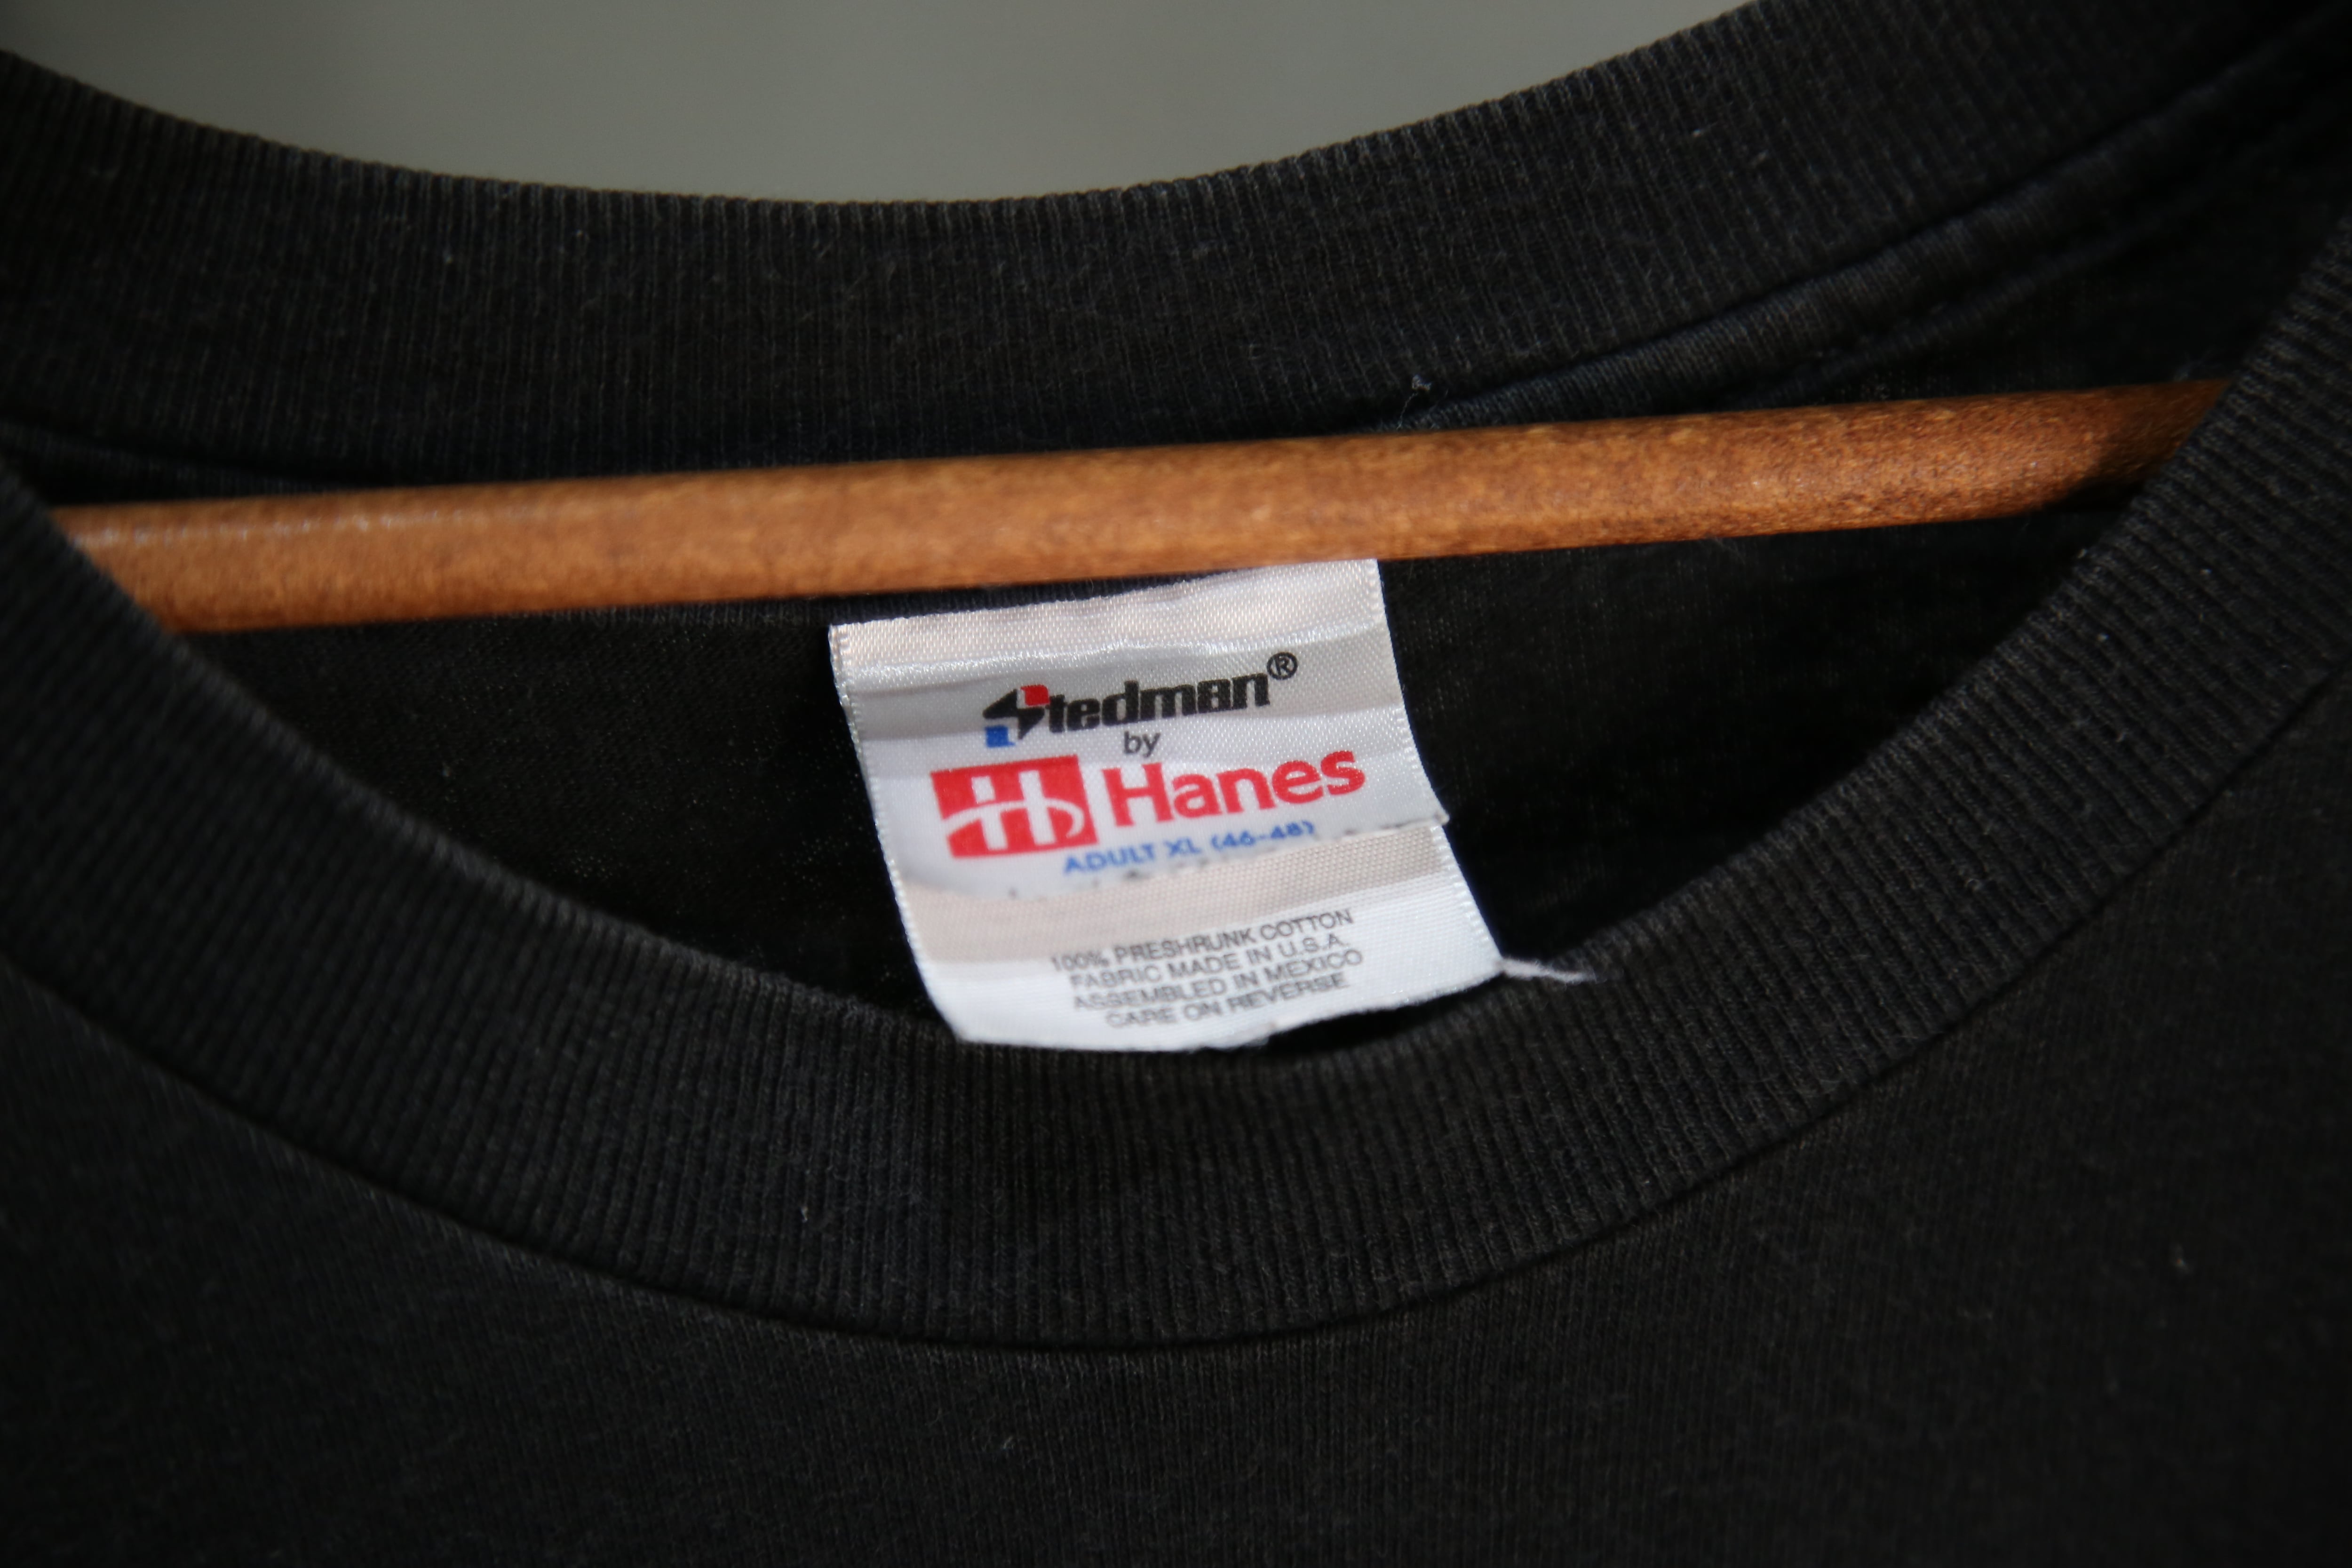 Stedman®
by
Hanes
ADULT XL (46-48)
100% PRESHRUNK COTTON
FABRIC MADE IN U.S.A.
ASSEMBLED IN MEXICO
CARE ON REVERSE